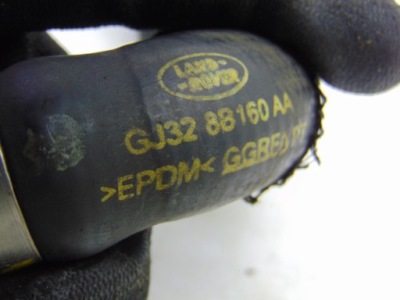 LAND-
-ROVER
GJ32 8B160 AA
>EPDM<